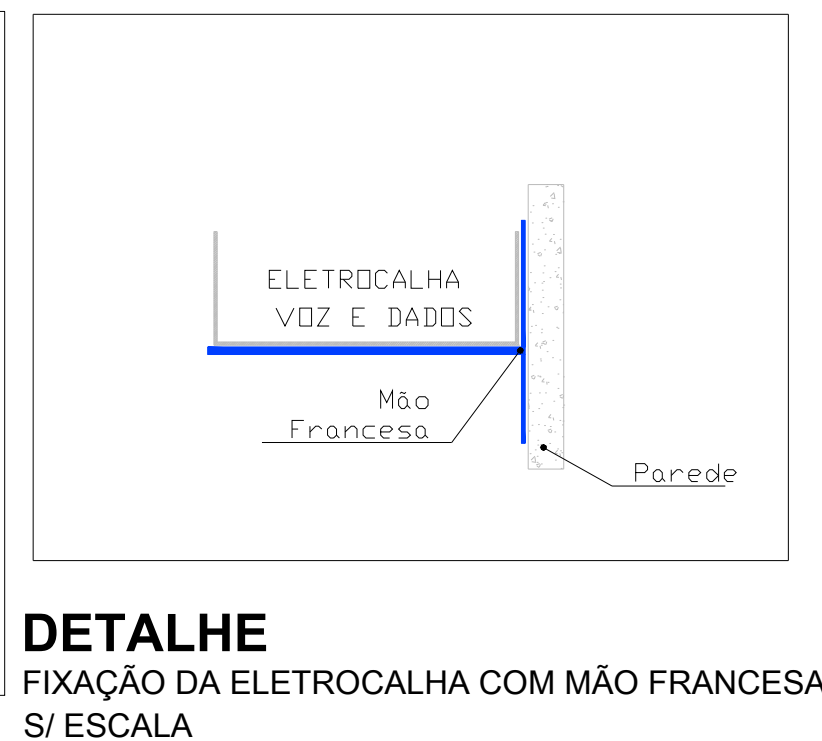 ELETROCALHA
VOZ E DADOS
Mão
Francesa
Parede
DETALHE
FIXAÇÃO DA ELETROCALHA COM MÃO FRANCESA
S/ ESCALA